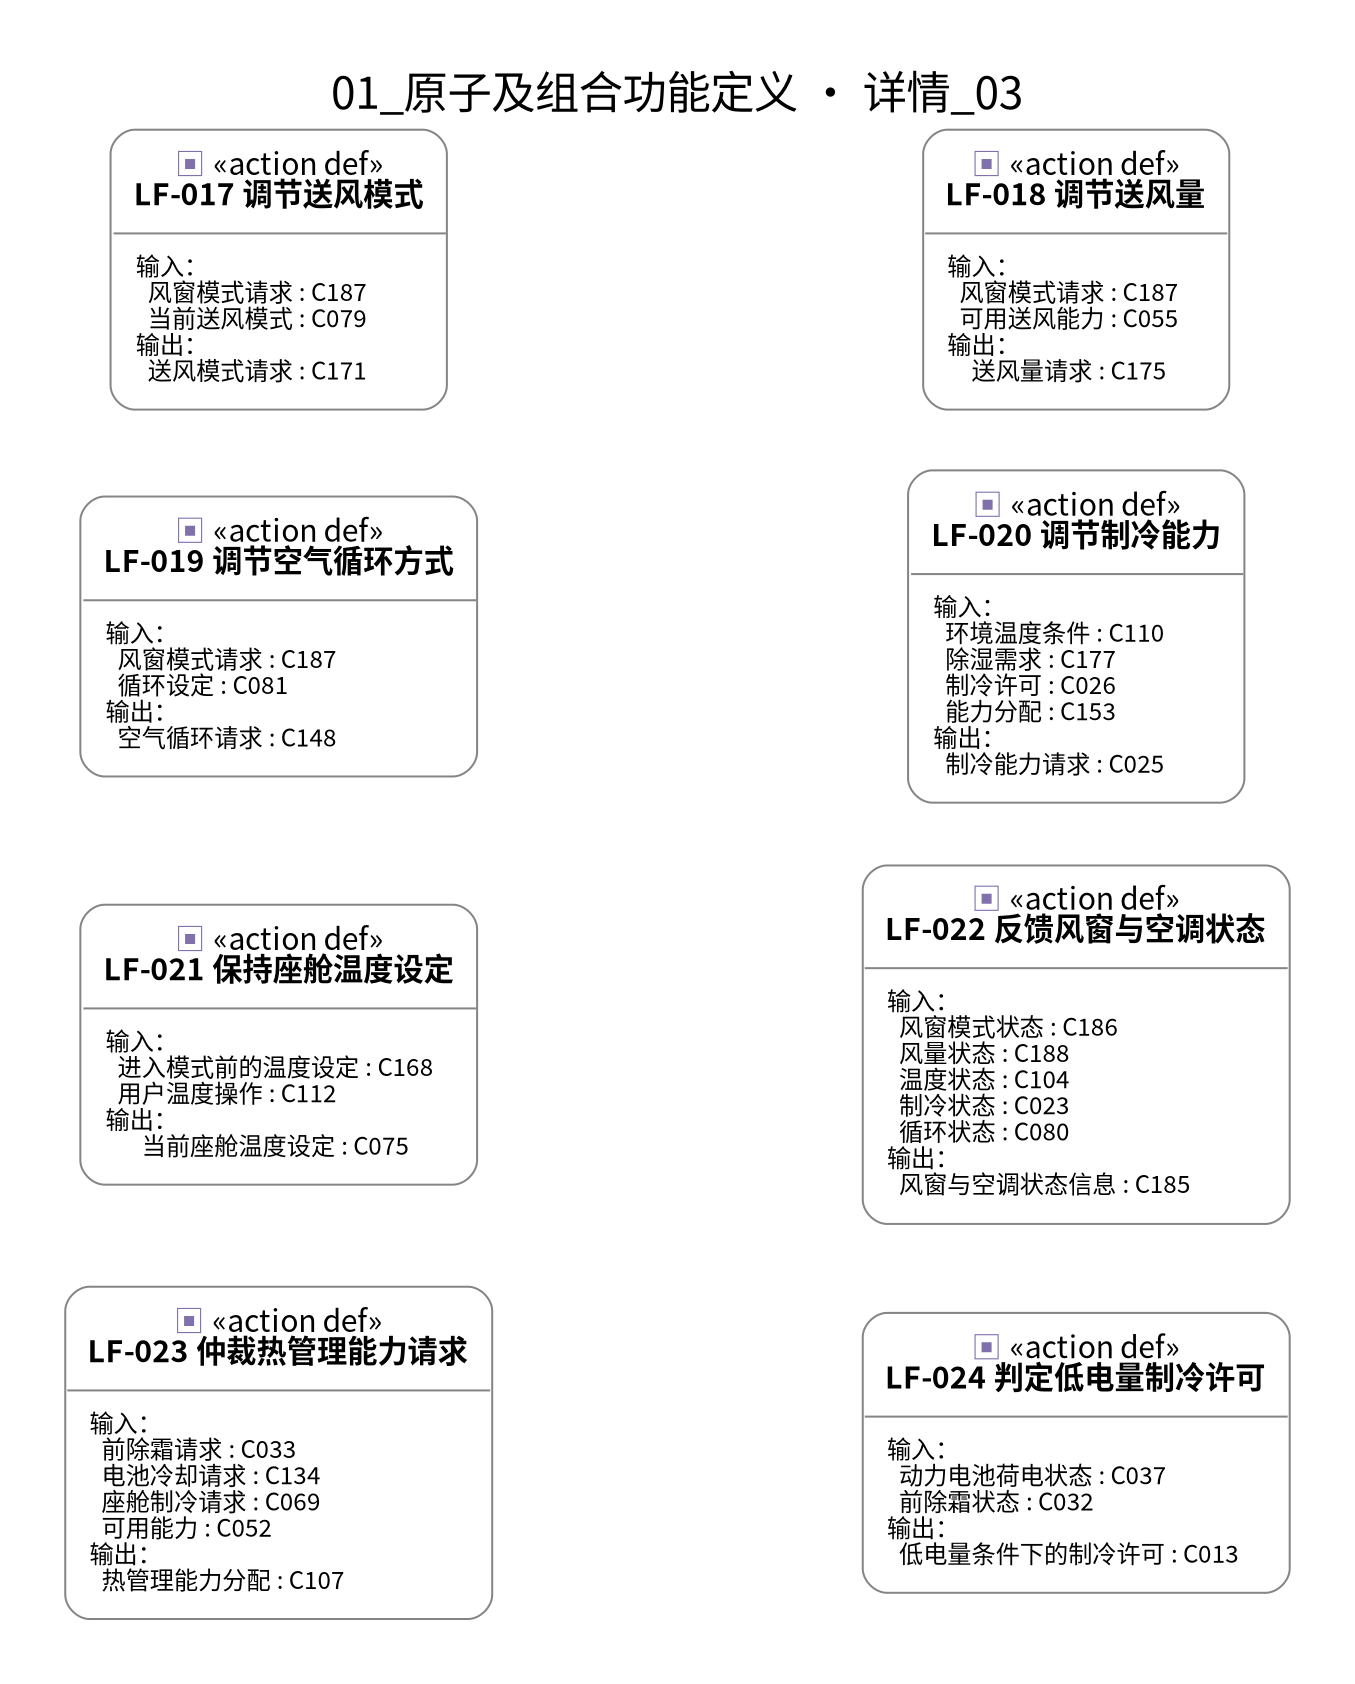 01_原子及组合功能定义 · 详情_03
«action def»
LF-017 调节送风模式
输入：
风窗模式请求 : C187
当前送风模式 : C079
输出：
送风模式请求 : C171
«action def»
LF-018 调节送风量
输入：
风窗模式请求 : C187
可用送风能力 : C055
输出：
送风量请求 : C175
«action def»
LF-019 调节空气循环方式
输入：
风窗模式请求 : C187
循环设定 : C081
输出：
空气循环请求 : C148
«action def»
LF-020 调节制冷能力
输入：
环境温度条件 : C110
除湿需求 : C177
制冷许可 : C026
能力分配 : C153
输出：
制冷能力请求 : C025
«action def»
LF-021 保持座舱温度设定
输入：
进入模式前的温度设定 : C168
用户温度操作 : C112
输出：
当前座舱温度设定 : C075
«action def»
LF-022 反馈风窗与空调状态
输入：
风窗模式状态 : C186
风量状态 : C188
温度状态 : C104
制冷状态 : C023
循环状态 : C080
输出：
风窗与空调状态信息 : C185
«action def»
LF-023 仲裁热管理能力请求
输入：
前除霜请求 : C033
电池冷却请求 : C134
座舱制冷请求 : C069
可用能力 : C052
输出：
热管理能力分配 : C107
«action def»
LF-024 判定低电量制冷许可
输入：
动力电池荷电状态 : C037
前除霜状态 : C032
输出：
低电量条件下的制冷许可 : C013